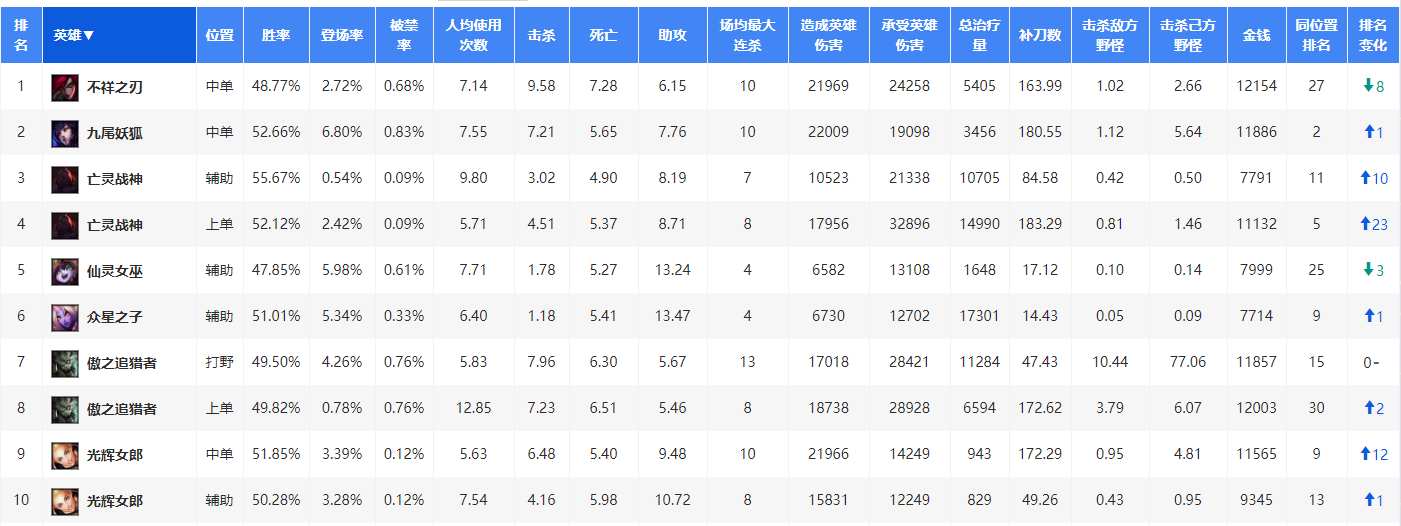 排名 英雄▼ 位置 胜率 登场率 被禁率 人均使用次数 击杀 死亡 助攻 场均最大连杀 造成英雄伤害 承受英雄伤害 总治疗量 补刀数 击杀敌方野怪 击杀己方野怪 金钱 同位置排名 排名变化
1 不祥之刃 中单 48.77% 2.72% 0.68% 7.14 9.58 7.28 6.15 10 21969 24258 5405 163.99 1.02 2.66 12154 27 ↓8
2 九尾妖狐 中单 52.66% 6.80% 0.83% 7.55 7.21 5.65 7.76 10 22009 19098 3456 180.55 1.12 5.64 11886 2 ↑1
3 亡灵战神 辅助 55.67% 0.54% 0.09% 9.80 3.02 4.90 8.19 7 10523 21338 10705 84.58 0.42 0.50 7791 11 ↑10
4 亡灵战神 上单 52.12% 2.42% 0.09% 5.71 4.51 5.37 8.71 8 17956 32896 14990 183.29 0.81 1.46 11132 5 ↑23
5 仙灵女巫 辅助 47.85% 5.98% 0.61% 7.71 1.78 5.27 13.24 4 6582 13108 1648 17.12 0.10 0.14 7999 25 ↓3
6 众星之子 辅助 51.01% 5.34% 0.33% 6.40 1.18 5.41 13.47 4 6730 12702 17301 14.43 0.05 0.09 7714 9 ↑1
7 傲之追猎者 打野 49.50% 4.26% 0.76% 5.83 7.96 6.30 5.67 13 17018 28421 11284 47.43 10.44 77.06 11857 15 0-
8 傲之追猎者 上单 49.82% 0.78% 0.76% 12.85 7.23 6.51 5.46 8 18738 28928 6594 172.62 3.79 6.07 12003 30 ↑2
9 光辉女郎 中单 51.85% 3.39% 0.12% 5.63 6.48 5.40 9.48 10 21966 14249 943 172.29 0.95 4.81 11565 9 ↑12
10 光辉女郎 辅助 50.28% 3.28% 0.12% 7.54 4.16 5.98 10.72 8 15831 12249 829 49.26 0.43 0.95 9345 13 ↑1